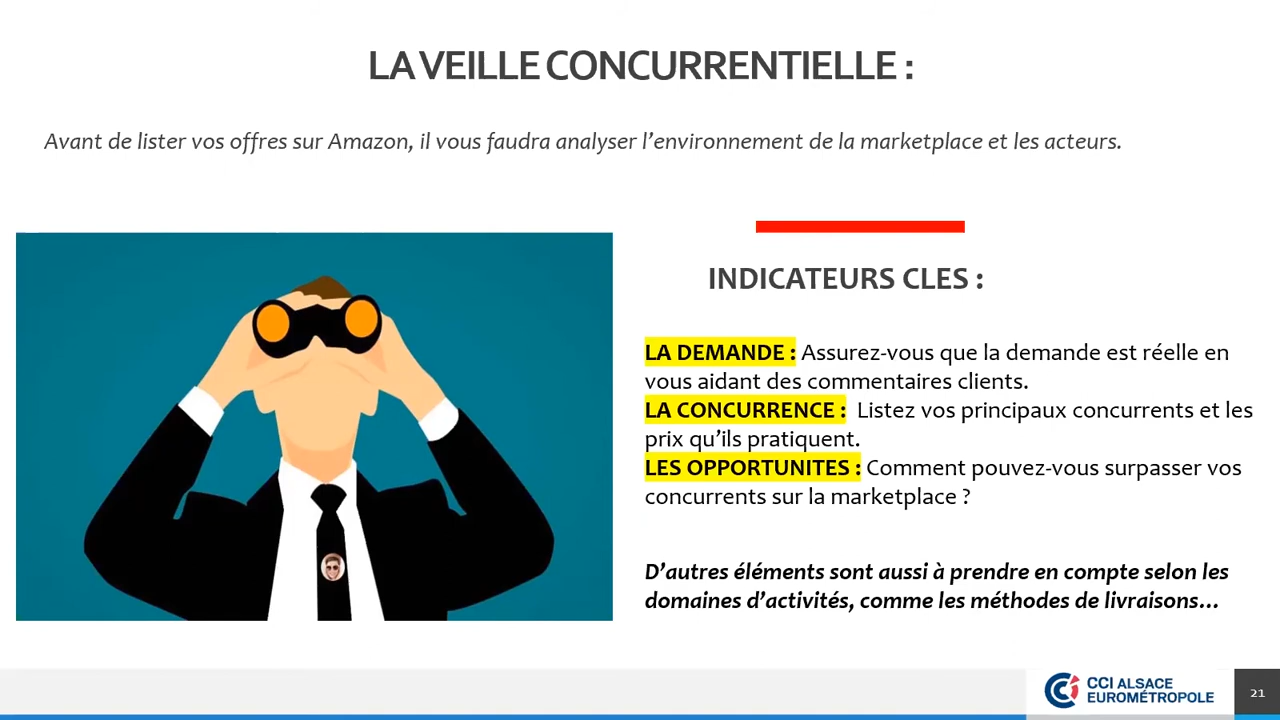 LA VEILLE CONCURRENTIELLE :
Avant de lister vos offres sur Amazon, il vous faudra analyser l’environnement de la marketplace et les acteurs.
INDICATEURS CLES :
LA DEMANDE : Assurez-vous que la demande est réelle en
vous aidant des commentaires clients.
LA CONCURRENCE :  Listez vos principaux concurrents et les
prix qu’ils pratiquent.
LES OPPORTUNITES : Comment pouvez-vous surpasser vos
concurrents sur la marketplace ?
D’autres éléments sont aussi à prendre en compte selon les
domaines d’activités, comme les méthodes de livraisons…
CCI ALSACE
EUROMÉTROPOLE
21